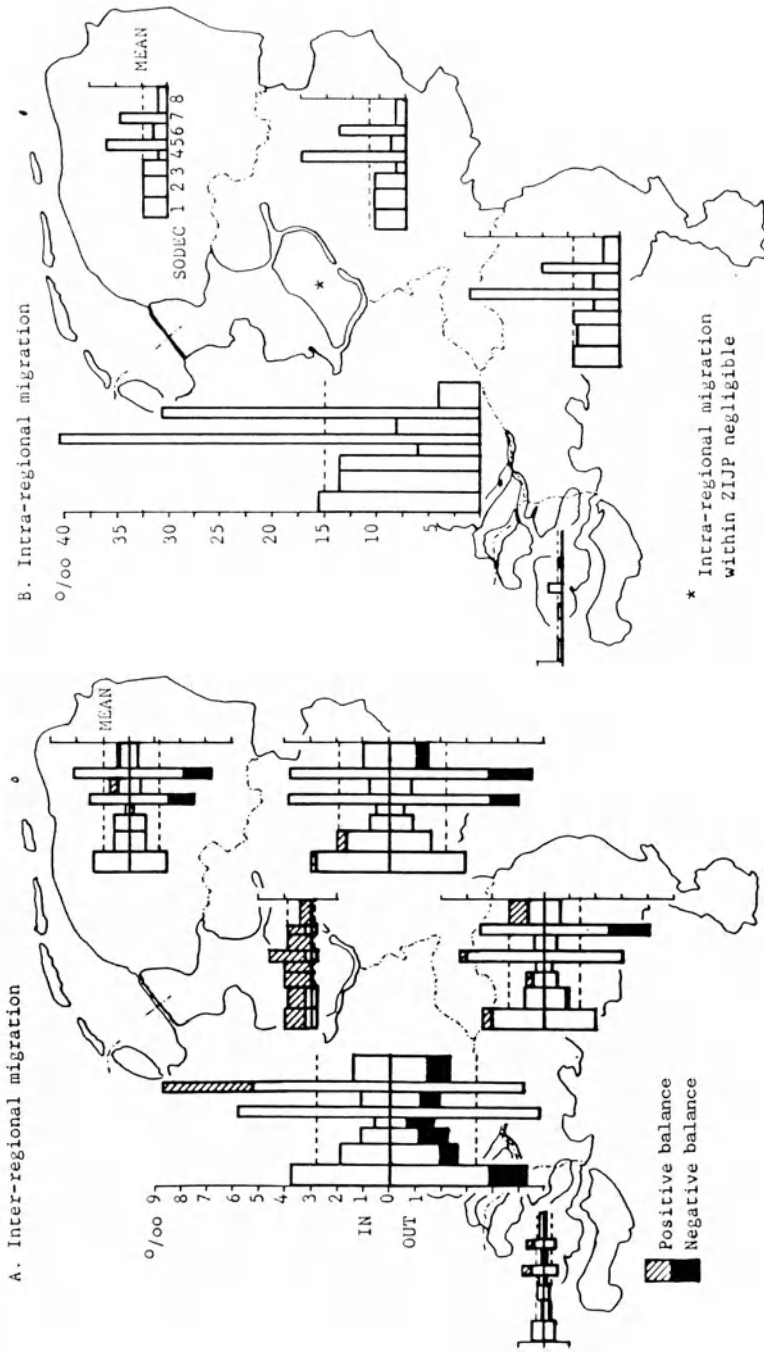 A. Inter-regional migration
o/oo
9
8
7
6
5
4
3
2
1
0
1
IN
OUT
MEAN
Positive balance
Negative balance
B. Intra-regional migration
o/oo
40
35
30
25
20
15
10
5
MEAN
SODEC 1 2 3 4 5 6 7 8
* Intra-regional migration
within ZIJP negligible